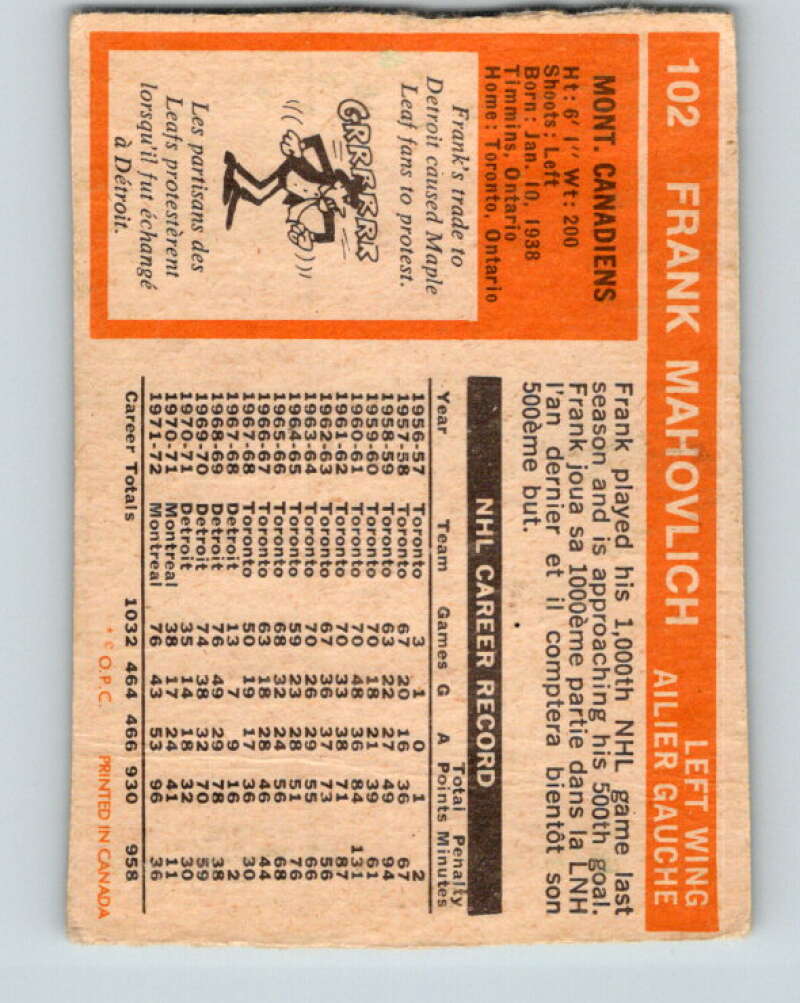 102 FRANK MAHOVLICH
LEFT WING
AILIER GAUCHE
MONT. CANADIENS
Ht: 6' 1" Wt: 200
Shoots: Left
Born: Jan. 10, 1938
Timmins, Ontario
Home: Toronto, Ontario
Frank's trade to
Detroit caused Maple
Leaf fans to protest.
GRRRRRR
Les partisans des
Leafs protestèrent
lorsqu'il fut échangé
à Détroit.
Frank played his 1,000th NHL game last
season and is approaching his 500th goal.
Frank joua sa 1000ème partie dans la LNH
l'an dernier et il comptera bientôt son
500ème but.
NHL CAREER RECORD
Total Penalty
Year Team Games G A Points Minutes
1956-57 Toronto 3 1 0 1 2
1957-58 Toronto 67 20 16 36 67
1958-59 Toronto 63 22 27 49 94
1959-60 Toronto 70 18 21 39 61
1960-61 Toronto 70 48 36 84 131
1961-62 Toronto 70 33 38 71 87
1962-63 Toronto 67 36 37 73 56
1963-64 Toronto 70 26 29 55 66
1964-65 Toronto 59 23 28 51 76
1965-66 Toronto 68 32 24 56 68
1966-67 Toronto 63 18 28 46 44
1967-68 Toronto 50 19 17 36 30
1967-68 Detroit 13 7 9 16 2
1968-69 Detroit 76 49 29 78 38
1969-70 Detroit 74 38 32 70 59
1970-71 Detroit 35 14 18 32 30
1970-71 Montreal 38 17 24 41 11
1971-72 Montreal 76 43 53 96 36
Career Totals 1032 464 466 930 958
* © O.P.C. PRINTED IN CANADA